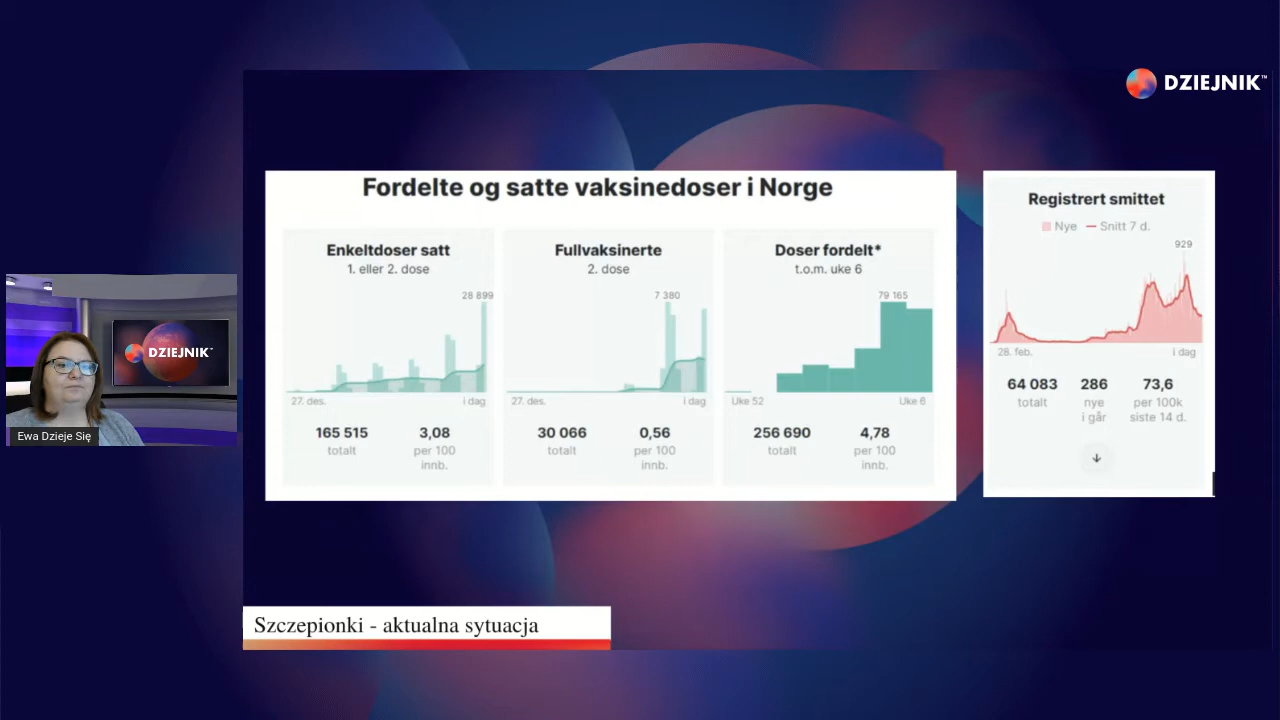 DZIEJNIK™
Fordelte og satte vaksinedoser i Norge
Enkeltdoser satt
1. eller 2. dose
28 899
27. des.
i dag
165 515
totalt
3,08
per 100
innb.
Fullvaksinerte
2. dose
7 380
27. des.
i dag
30 066
totalt
0,56
per 100
innb.
Doser fordelt*
t.o.m. uke 6
79 165
Uke 52
Uke 6
256 690
totalt
4,78
per 100
innb.
Registrert smittet
Nye
Snitt 7 d.
929
28. feb.
i dag
64 083
totalt
286
nye
i går
73,6
per 100k
siste 14 d.
DZIEJNIK™
Ewa Dzieje Się
Szczepionki - aktualna sytuacja